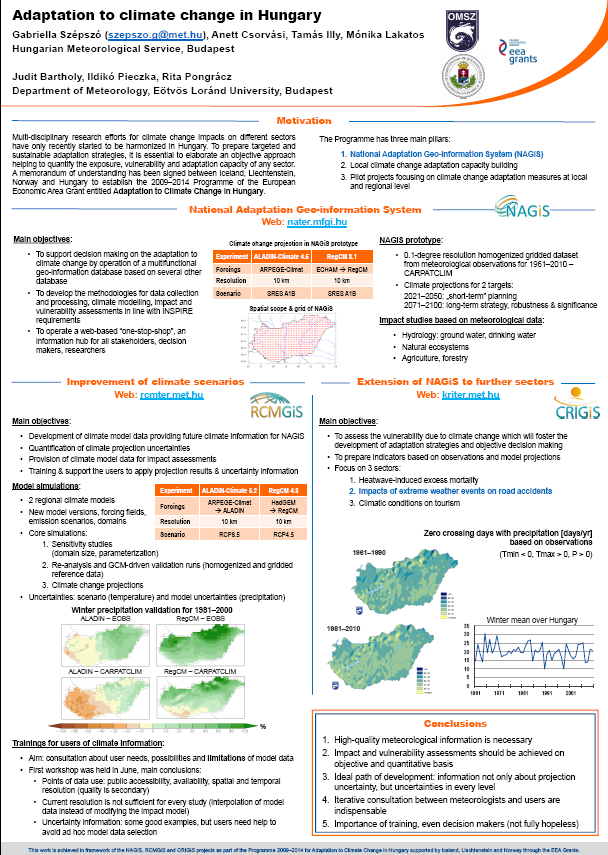 Adaptation to climate change in Hungary
Gabriella Szépszó (szepszo.g@met.hu), Anett Csorvási, Tamás Illy, Mónika Lakatos
Hungarian Meteorological Service, Budapest
Judit Bartholy, Ildikó Pieczka, Rita Pongrácz
Department of Meteorology, Eötvös Loránd University, Budapest
OMSZ
eea
grants
Motivation
Multi-disciplinary research efforts for climate change impacts on different sectors
have only recently started to be harmonized in Hungary. To prepare targeted and
sustainable adaptation strategies, it is essential to elaborate an objective approach
helping to quantify the exposure, vulnerability and adaptation capacity of any sector.
A memorandum of understanding has been signed between Iceland, Liechtenstein,
Norway and Hungary to establish the 2009–2014 Programme of the European
Economic Area Grant entitled Adaptation to Climate Change in Hungary.
The Programme has three main pillars:
1. National Adaptation Geo-information System (NAGiS)
2. Local climate change adaptation capacity building
3. Pilot projects focusing on climate change adaptation measures at local
and regional level
National Adaptation Geo-information System
Web: nater.mfgi.hu
NAGiS
Main objectives:
• To support decision making on the adaptation to
climate change by operation of a multifunctional
geo-information database based on several other
database
• To develop the methodologies for data collection
and processing, climate modelling, impact and
vulnerability assessments in line with INSPIRE
requirements
• To operate a web-based "one-stop-shop", an
information hub for all stakeholders, decision
makers, researchers
Climate change projection in NAGiS prototype
Experiment ALADIN-Climate 4.5 RegCM 3.1
Forcings ARPEGE-Climat ECHAM → RegCM
Resolution 10 km 10 km
Scenario SRES A1B SRES A1B
Spatial scope & grid of NAGiS
NAGiS prototype:
• 0.1-degree resolution homogenized gridded dataset
from meteorological observations for 1961–2010 –
CARPATCLIM
• Climate projections for 2 targets:
2021–2050: „short-term” planning
2071–2100: long-term strategy, robustness & significance
Impact studies based on meteorological data:
• Hydrology: ground water, drinking water
• Natural ecosystems
• Agriculture, forestry
Improvement of climate scenarios
Web: rcmter.met.hu
RCMGiS
Main objectives:
• Development of climate model data providing future climate information for NAGiS
• Quantification of climate projection uncertainties
• Provision of climate model data for impact assessments
• Training & support the users to apply projection results & uncertainty information
Model simulations:
• 2 regional climate models
• New model versions, forcing fields,
emission scenarios, domains
• Core simulations:
1. Sensitivity studies
(domain size, parameterization)
2. Re-analysis and GCM-driven validation runs (homogenized and gridded
reference data)
3. Climate change projections
• Uncertainties: scenario (temperature) and model uncertainties (precipitation)
Experiment ALADIN-Climate 5.2 RegCM 4.3
Forcings ARPEGE-Climat → ALADIN HadGEM → RegCM
Resolution 10 km 10 km
Scenario RCP8.5 RCP4.5
Winter precipitation validation for 1981–2000
ALADIN – EOBS RegCM – EOBS
ALADIN – CARPATCLIM RegCM – CARPATCLIM
%
Trainings for users of climate information:
• Aim: consultation about user needs, possibilities and limitations of model data
• First workshop was held in June, main conclusions:
• Points of data use: public accessibility, availability, spatial and temporal
resolution (quality is secondary)
• Current resolution is not sufficient for every study (interpolation of model
data instead of modifying the impact model)
• Uncertainty information: some good examples, but users need help to
avoid ad hoc model data selection
Extension of NAGiS to further sectors
Web: kriter.met.hu
CRIGiS
Main objectives:
• To assess the vulnerability due to climate change which will foster the
development of adaptation strategies and objective decision making
• To prepare indicators based on observations and model projections
• Focus on 3 sectors:
1. Heatwave-induced excess mortality
2. Impacts of extreme weather events on road accidents
3. Climatic conditions on tourism
Zero crossing days with precipitation [days/yr]
based on observations
(Tmin < 0, Tmax > 0, P > 0)
1961–1990
1981–2010
Winter mean over Hungary
35
30
25
20
15
10
5
0
1961 1971 1981 1991 2001
Conclusions
1. High-quality meteorological information is necessary
2. Impact and vulnerability assessments should be achieved on
objective and quantitative basis
3. Ideal path of development: information not only about projection
uncertainty, but uncertainties in every level
4. Iterative consultation between meteorologists and users are
indispensable
5. Importance of training, even decision makers (not fully hopeless)
This work is achieved in framework of the NAGiS, RCMGiS and CRIGiS projects as part of the Programme 2009–2014 for Adaptation to Climate Change in Hungary supported by Iceland, Liechtenstein and Norway through the EEA Grants.